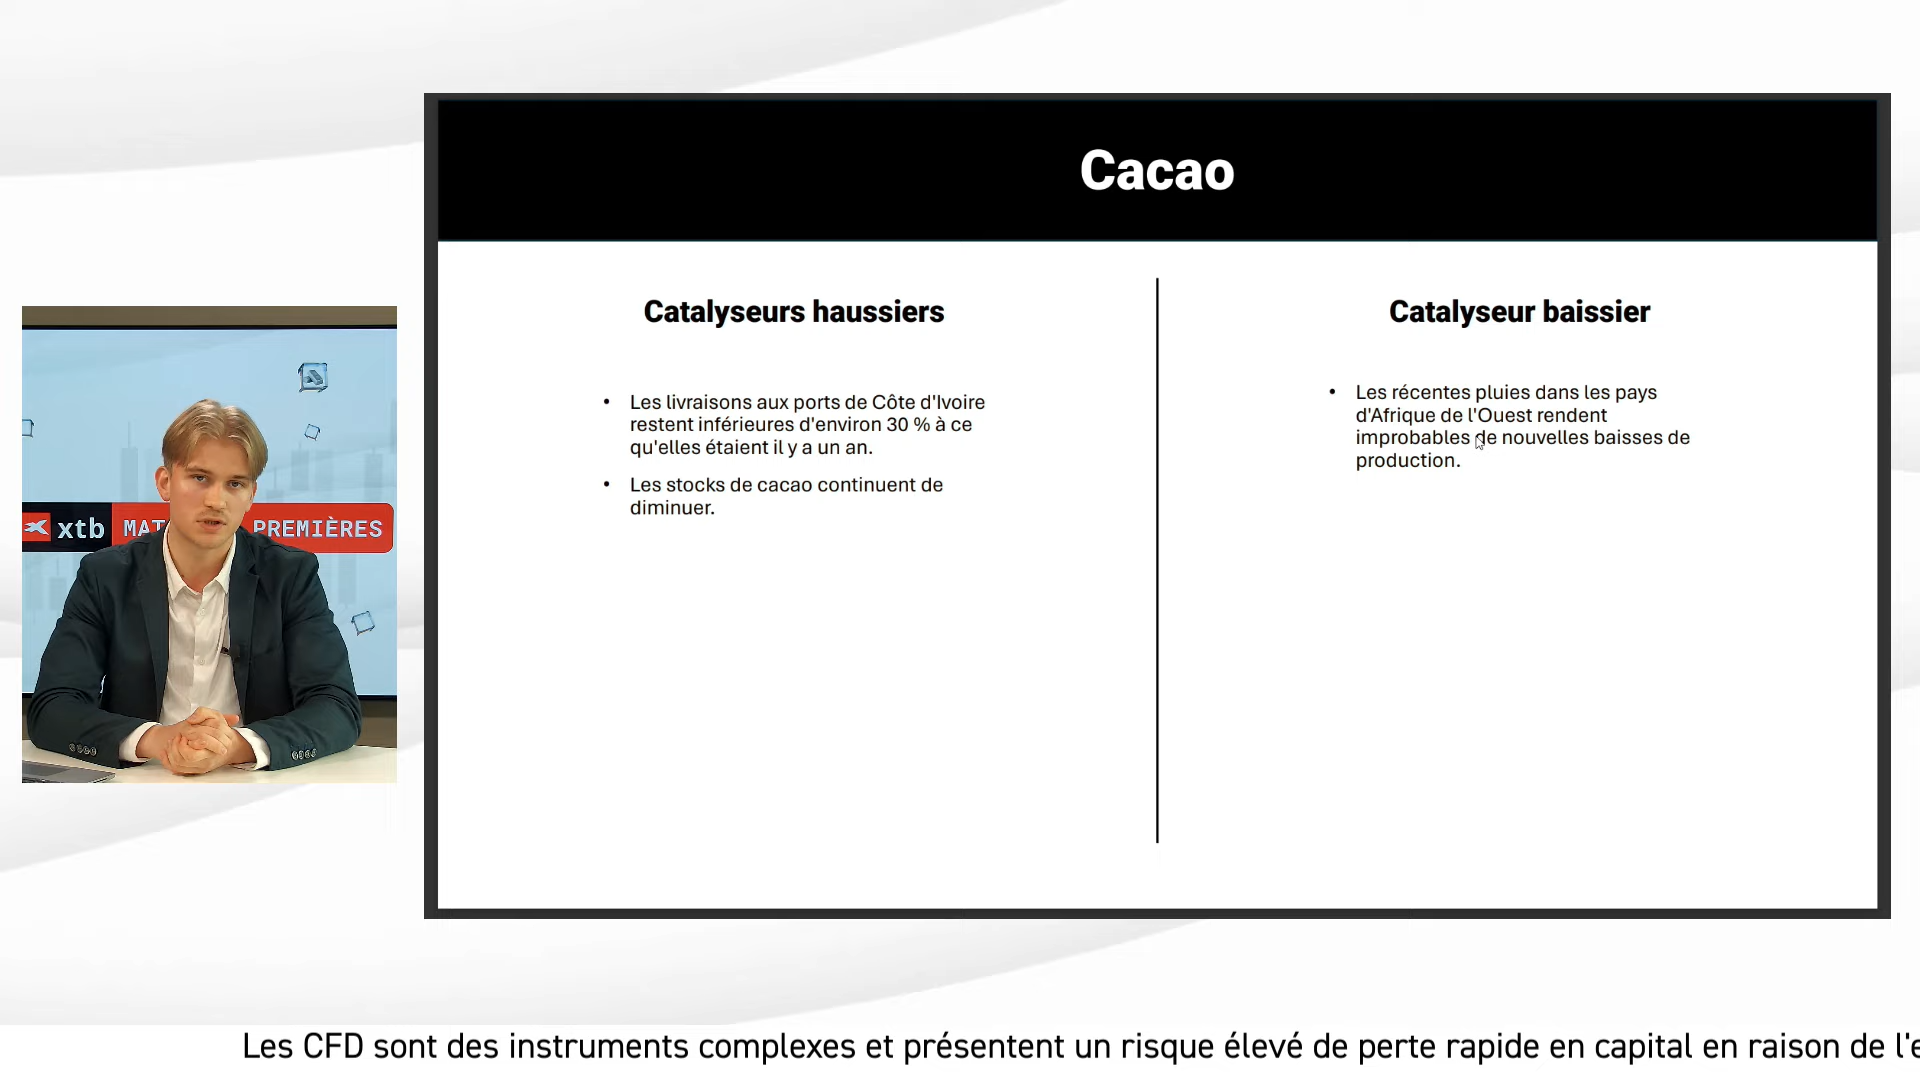 Cacao
Catalyseurs haussiers
• Les livraisons aux ports de Côte d'Ivoire
restent inférieures d'environ 30 % à ce
qu'elles étaient il y a un an.
• Les stocks de cacao continuent de
diminuer.
Catalyseur baissier
• Les récentes pluies dans les pays
d'Afrique de l'Ouest rendent
improbables de nouvelles baisses de
production.
xtb MAT PREMIÈRES
Les CFD sont des instruments complexes et présentent un risque élevé de perte rapide en capital en raison de l'e